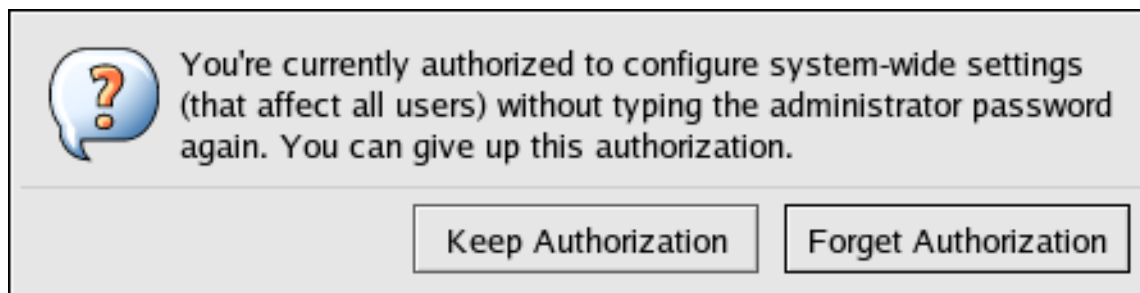 You're currently authorized to configure system-wide settings
(that affect all users) without typing the administrator password
again. You can give up this authorization.
Keep Authorization
Forget Authorization